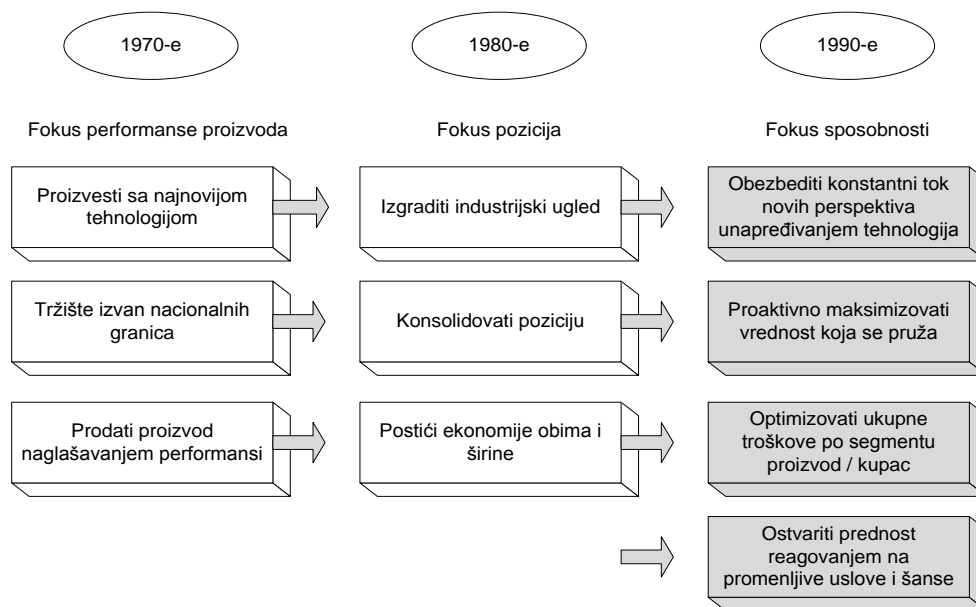 1970-e
1980-e
1990-e
Fokus performanse proizvoda
Fokus pozicija
Fokus sposobnosti
Proizvesti sa najnovijom
tehnologijom
Izgraditi industrijski ugled
Obezbediti konstantni tok
novih perspektiva
unapređivanjem tehnologija
Tržište izvan nacionalnih
granica
Konsolidovati poziciju
Proaktivno maksimizovati
vrednost koja se pruža
Prodati proizvod
naglašavanjem performansi
Postići ekonomije obima i
širine
Optimizovati ukupne
troškove po segmentu
proizvod / kupac
Ostvariti prednost
reagovanjem na
promenljive uslove i šanse